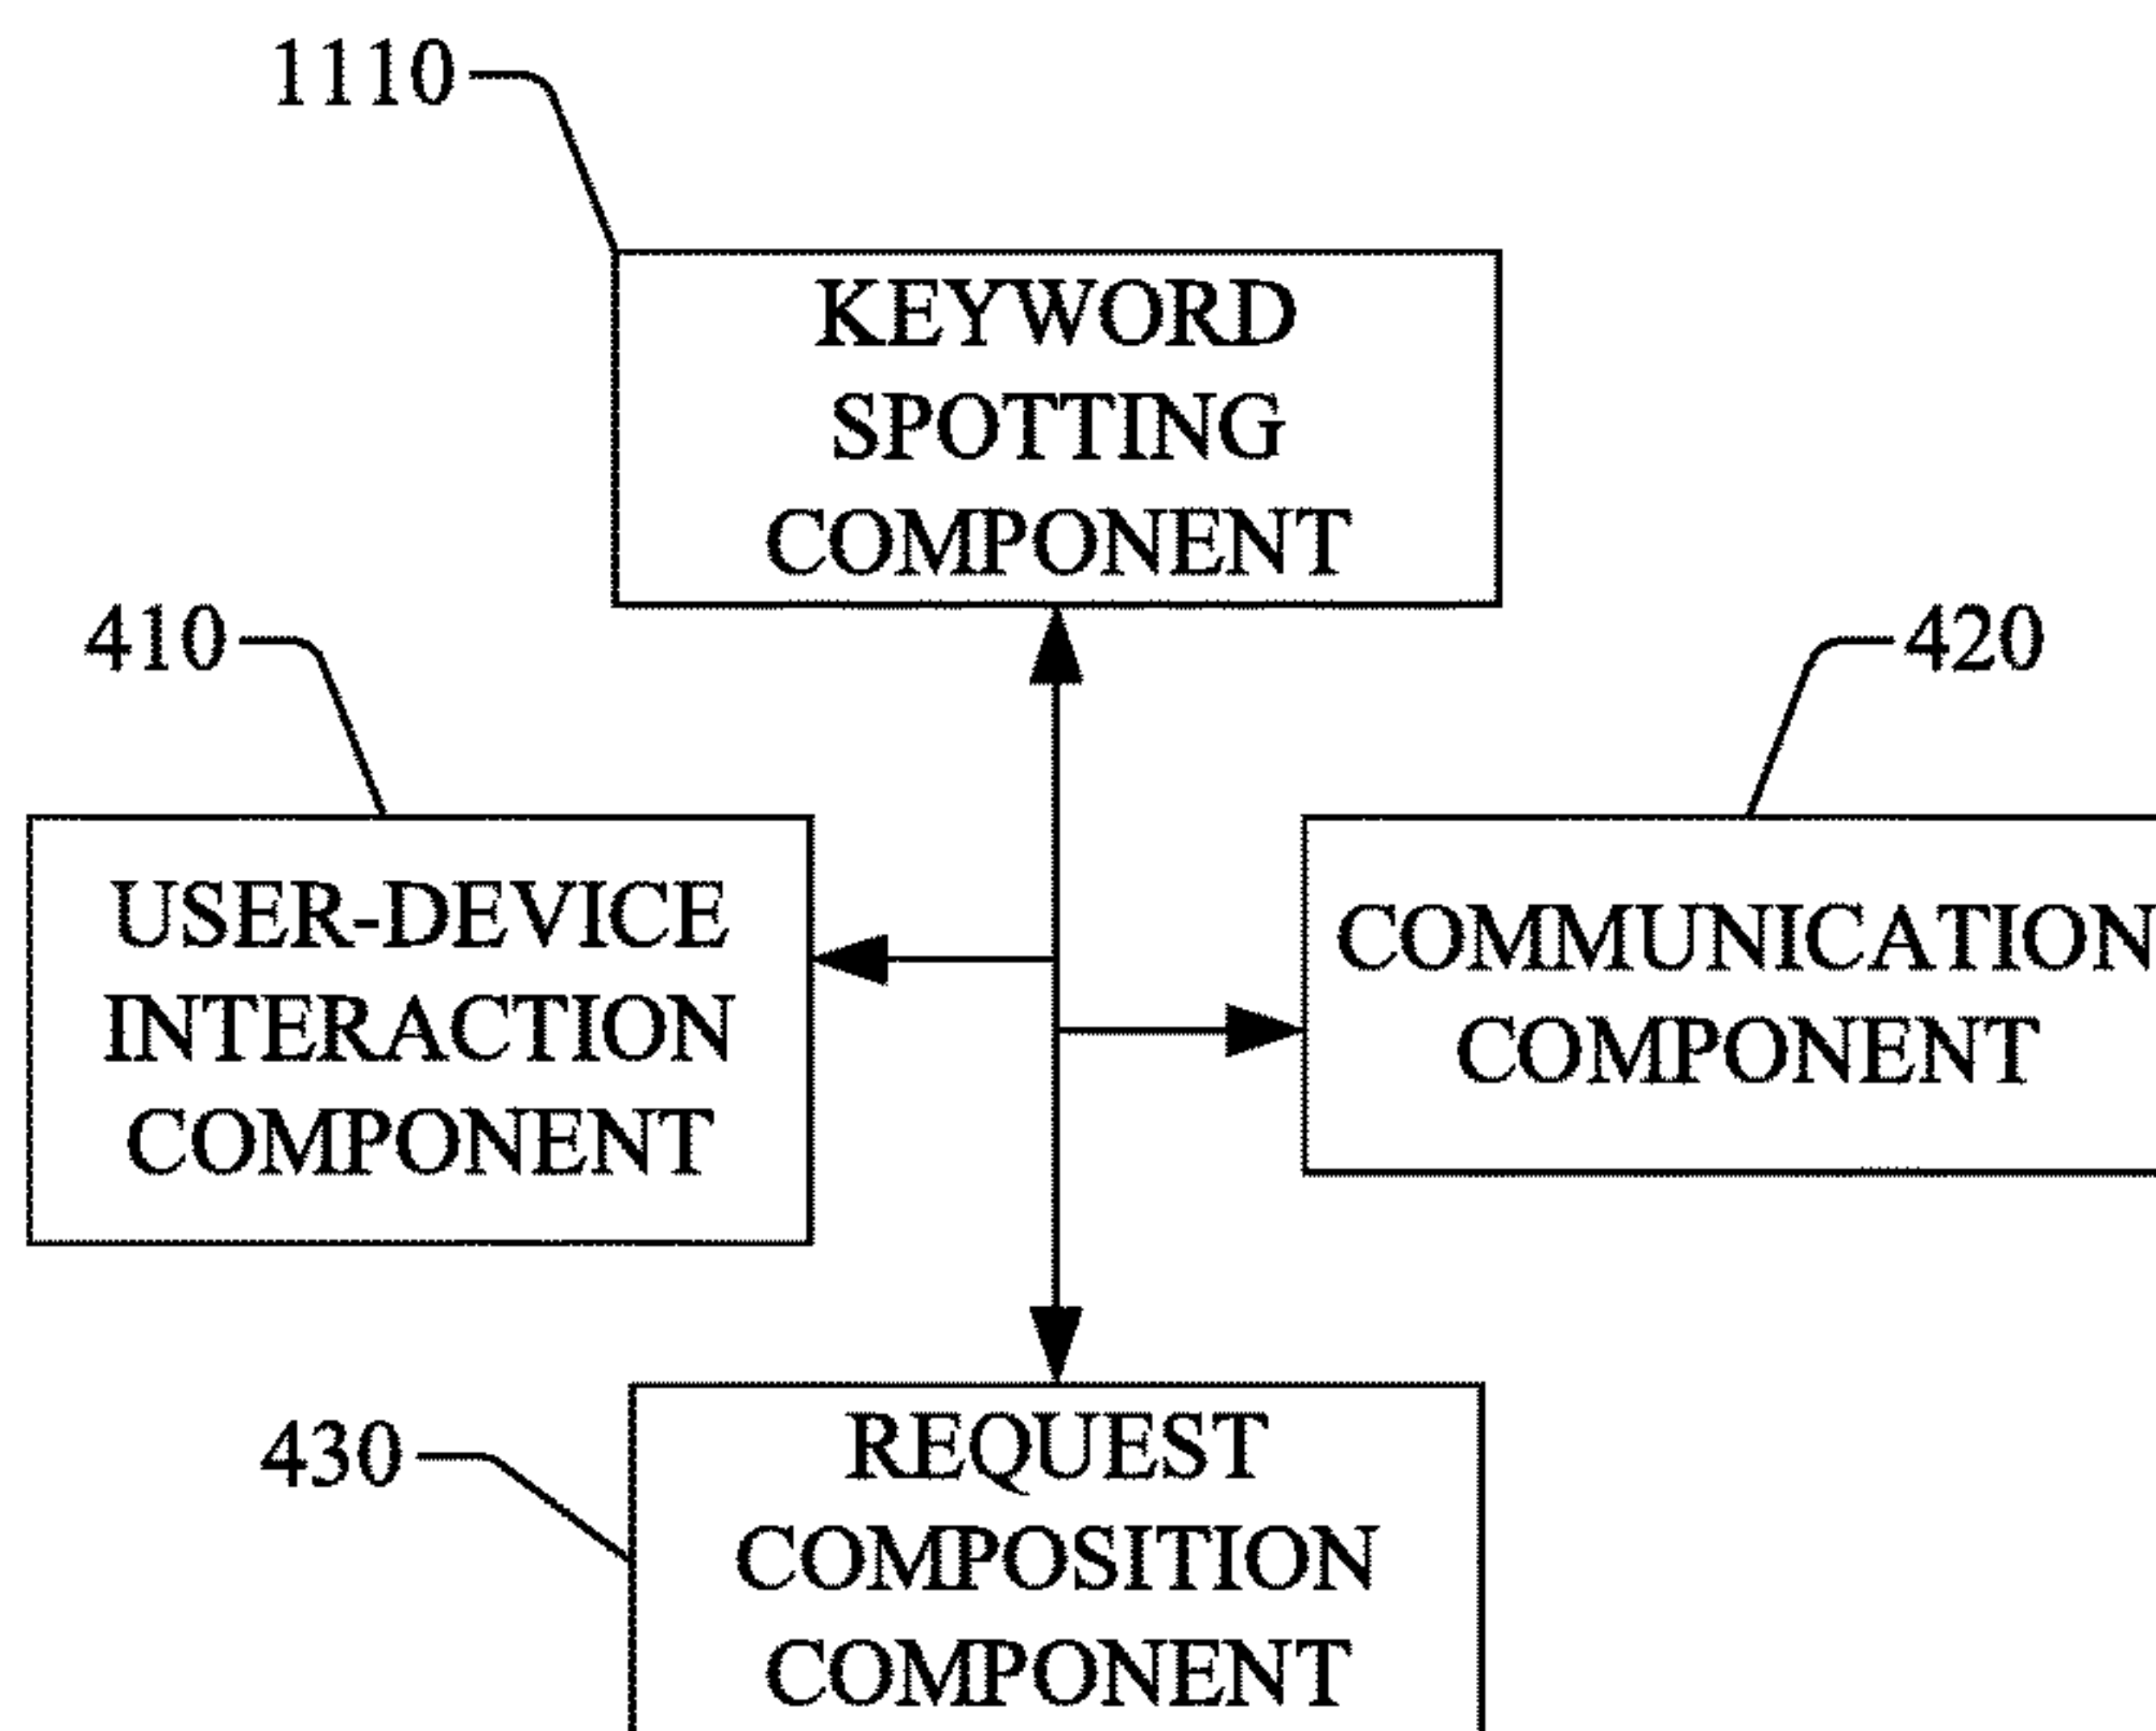 1110
KEYWORD
SPOTTING
COMPONENT
410
420
USER-DEVICE
INTERACTION
COMPONENT
COMMUNICATION
COMPONENT
430
REQUEST
COMPOSITION
COMPONENT